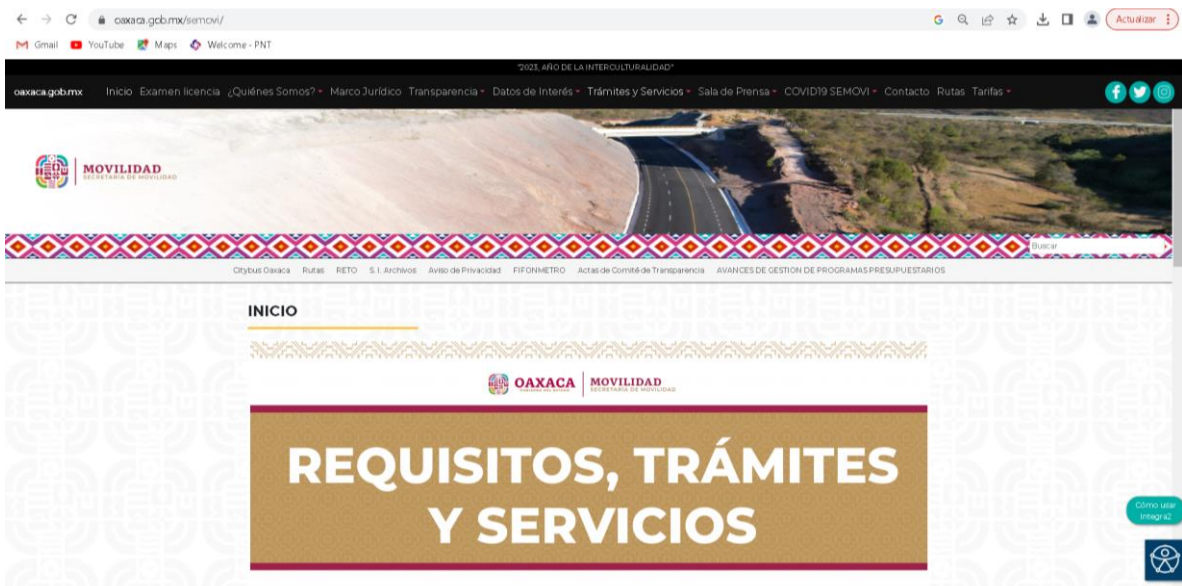 oaxaca.gob.mx/semovi/
Actualizar
Gmail YouTube Maps Welcome - PNT
"2023, AÑO DE LA INTERCULTURALIDAD"
oaxaca.gob.mx Inicio Examen licencia ¿Quiénes Somos? Marco Jurídico Transparencia Datos de Interés Trámites y Servicios Sala de Prensa COVID19 SEMOVI Contacto Rutas Tarifas
MOVILIDAD
SECRETARÍA DE MOVILIDAD
Buscar
Citybus Oaxaca Rutas RETO S. I. Archivos Aviso de Privacidad FIFONMETRO Actas de Comité de Transparencia AVANCES DE GESTION DE PROGRAMAS PRESUPUESTARIOS
INICIO
OAXACA MOVILIDAD
GOBIERNO DEL ESTADO SECRETARÍA DE MOVILIDAD
REQUISITOS, TRÁMITES
Y SERVICIOS
Cómo usar
Integra2